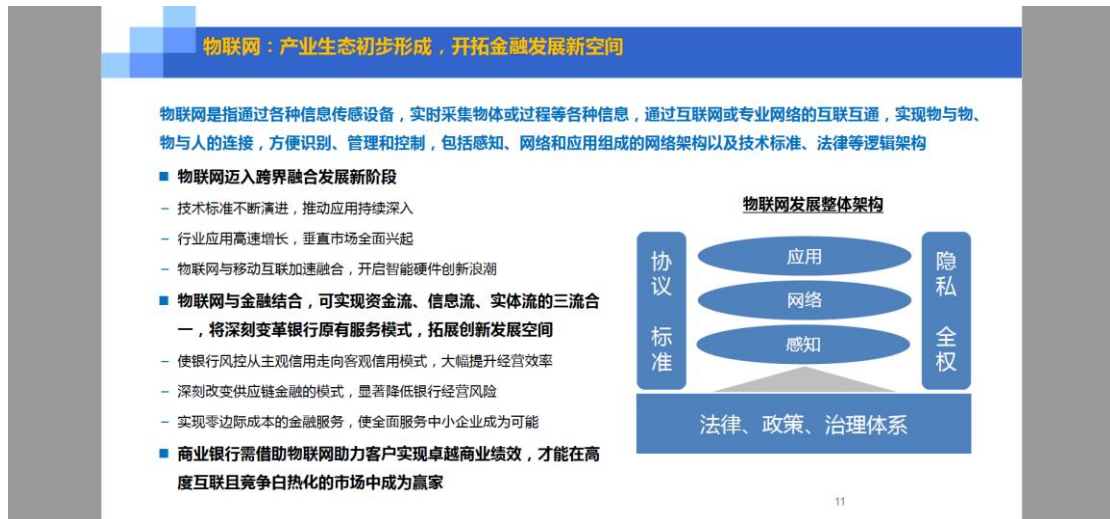 物联网：产业生态初步形成，开拓金融发展新空间
物联网是指通过各种信息传感设备，实时采集物体或过程等各种信息，通过互联网或专业网络的互联互通，实现物与物、
物与人的连接，方便识别、管理和控制，包括感知、网络和应用组成的网络架构以及技术标准、法律等逻辑架构
■ 物联网迈入跨界融合发展新阶段
– 技术标准不断演进，推动应用持续深入
– 行业应用高速增长，垂直市场全面兴起
– 物联网与移动互联加速融合，开启智能硬件创新浪潮
■ 物联网与金融结合，可实现资金流、信息流、实体流的三流合
一，将深刻变革银行原有服务模式，拓展创新发展空间
– 使银行风控从主观信用走向客观信用模式，大幅提升经营效率
– 深刻改变供应链金融的模式，显著降低银行经营风险
– 实现零边际成本的金融服务，使全面服务中小企业成为可能
■ 商业银行需借助物联网助力客户实现卓越商业绩效，才能在高
度互联且竞争白热化的市场中成为赢家
物联网发展整体架构
协议 标准
应用
网络
感知
隐私 全权
法律、政策、治理体系
11